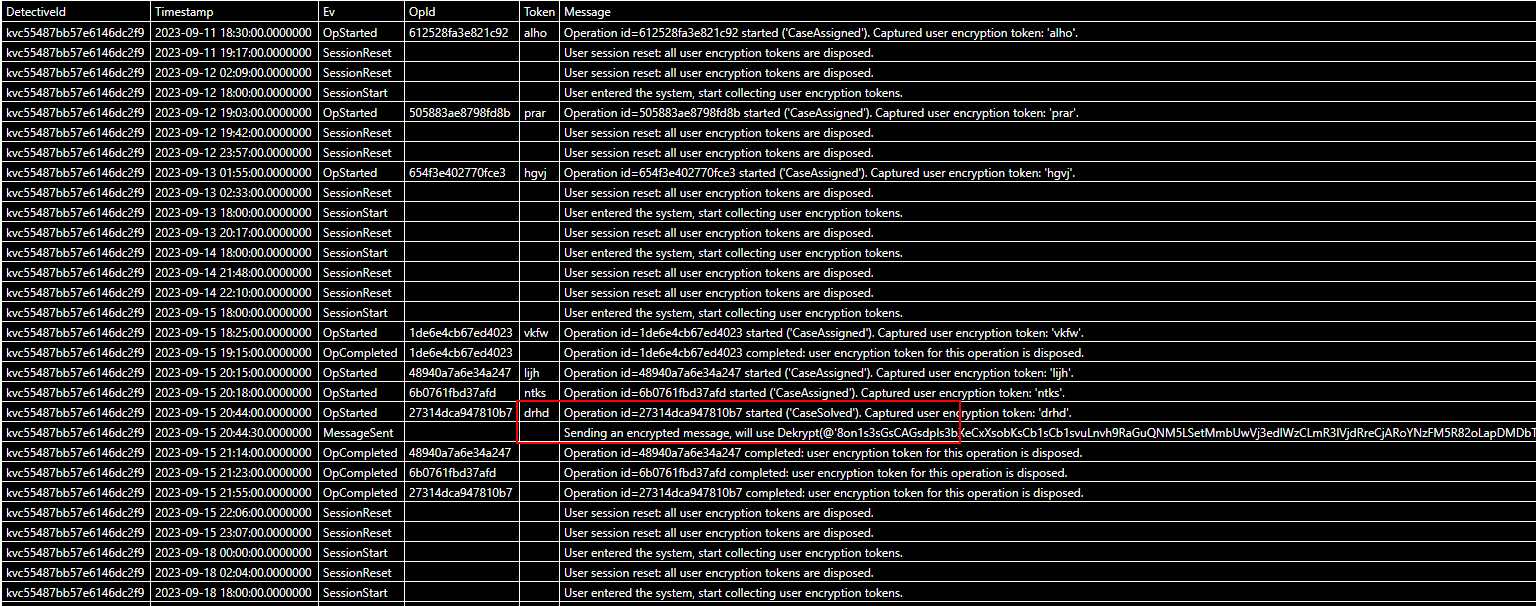 DetectiveId Timestamp Ev OpId Token Message
kvc55487bb57e6146dc2f9 2023-09-11 18:30:00.0000000 OpStarted 612528fa3e821c92 alho Operation id=612528fa3e821c92 started ('CaseAssigned'). Captured user encryption token: 'alho'.
kvc55487bb57e6146dc2f9 2023-09-11 19:17:00.0000000 SessionReset User session reset: all user encryption tokens are disposed.
kvc55487bb57e6146dc2f9 2023-09-12 02:09:00.0000000 SessionReset User session reset: all user encryption tokens are disposed.
kvc55487bb57e6146dc2f9 2023-09-12 18:00:00.0000000 SessionStart User entered the system, start collecting user encryption tokens.
kvc55487bb57e6146dc2f9 2023-09-12 19:03:00.0000000 OpStarted 505883ae8798fd8b prar Operation id=505883ae8798fd8b started ('CaseAssigned'). Captured user encryption token: 'prar'.
kvc55487bb57e6146dc2f9 2023-09-12 19:42:00.0000000 SessionReset User session reset: all user encryption tokens are disposed.
kvc55487bb57e6146dc2f9 2023-09-12 23:57:00.0000000 SessionReset User session reset: all user encryption tokens are disposed.
kvc55487bb57e6146dc2f9 2023-09-13 01:55:00.0000000 OpStarted 654f3e402770fce3 hgvj Operation id=654f3e402770fce3 started ('CaseAssigned'). Captured user encryption token: 'hgvj'.
kvc55487bb57e6146dc2f9 2023-09-13 02:33:00.0000000 SessionReset User session reset: all user encryption tokens are disposed.
kvc55487bb57e6146dc2f9 2023-09-13 18:00:00.0000000 SessionStart User entered the system, start collecting user encryption tokens.
kvc55487bb57e6146dc2f9 2023-09-13 20:17:00.0000000 SessionReset User session reset: all user encryption tokens are disposed.
kvc55487bb57e6146dc2f9 2023-09-14 18:00:00.0000000 SessionStart User entered the system, start collecting user encryption tokens.
kvc55487bb57e6146dc2f9 2023-09-14 21:48:00.0000000 SessionReset User session reset: all user encryption tokens are disposed.
kvc55487bb57e6146dc2f9 2023-09-14 22:10:00.0000000 SessionReset User session reset: all user encryption tokens are disposed.
kvc55487bb57e6146dc2f9 2023-09-15 18:00:00.0000000 SessionStart User entered the system, start collecting user encryption tokens.
kvc55487bb57e6146dc2f9 2023-09-15 18:25:00.0000000 OpStarted 1de6e4cb67ed4023 vkfw Operation id=1de6e4cb67ed4023 started ('CaseAssigned'). Captured user encryption token: 'vkfw'.
kvc55487bb57e6146dc2f9 2023-09-15 19:15:00.0000000 OpCompleted 1de6e4cb67ed4023 Operation id=1de6e4cb67ed4023 completed: user encryption token for this operation is disposed.
kvc55487bb57e6146dc2f9 2023-09-15 20:15:00.0000000 OpStarted 48940a7a6e34a247 lijh Operation id=48940a7a6e34a247 started ('CaseAssigned'). Captured user encryption token: 'lijh'.
kvc55487bb57e6146dc2f9 2023-09-15 20:18:00.0000000 OpStarted 6b0761fbd37afd ntks Operation id=6b0761fbd37afd started ('CaseAssigned'). Captured user encryption token: 'ntks'.
kvc55487bb57e6146dc2f9 2023-09-15 20:44:00.0000000 OpStarted 27314dca947810b7 drhd Operation id=27314dca947810b7 started ('CaseSolved'). Captured user encryption token: 'drhd'.
kvc55487bb57e6146dc2f9 2023-09-15 20:44:30.0000000 MessageSent Sending an encrypted message, will use
kvc55487bb57e6146dc2f9 2023-09-15 21:14:00.0000000 OpCompleted 48940a7a6e34a247 Operation id=48940a7a6e34a247 completed: user encryption token for this operation is disposed.
kvc55487bb57e6146dc2f9 2023-09-15 21:23:00.0000000 OpCompleted 6b0761fbd37afd Operation id=6b0761fbd37afd completed: user encryption token for this operation is disposed.
kvc55487bb57e6146dc2f9 2023-09-15 21:55:00.0000000 OpCompleted 27314dca947810b7 Operation id=27314dca947810b7 completed: user encryption token for this operation is disposed.
kvc55487bb57e6146dc2f9 2023-09-15 22:06:00.0000000 SessionReset User session reset: all user encryption tokens are disposed.
kvc55487bb57e6146dc2f9 2023-09-15 23:07:00.0000000 SessionReset User session reset: all user encryption tokens are disposed.
kvc55487bb57e6146dc2f9 2023-09-18 00:00:00.0000000 SessionStart User entered the system, start collecting user encryption tokens.
kvc55487bb57e6146dc2f9 2023-09-18 02:04:00.0000000 SessionReset User session reset: all user encryption tokens are disposed.
kvc55487bb57e6146dc2f9 2023-09-18 18:00:00.0000000 SessionStart User entered the system, start collecting user encryption tokens.